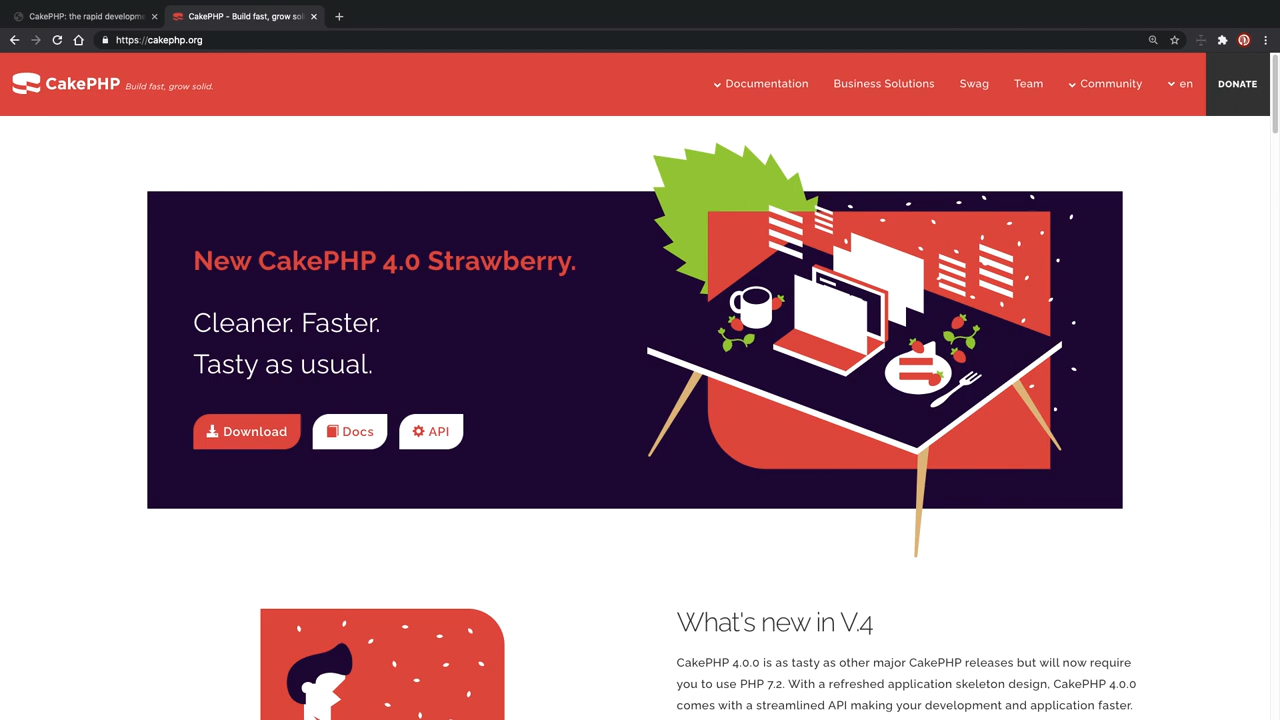 CakePHP: the rapid developme
CakePHP - Build fast, grow sol
https://cakephp.org
CakePHP Build fast, grow solid.
Documentation
Business Solutions
Swag
Team
Community
en
DONATE
New CakePHP 4.0 Strawberry.
Cleaner. Faster.
Tasty as usual.
Download
Docs
API
What's new in V.4
CakePHP 4.0.0 is as tasty as other major CakePHP releases but will now require
you to use PHP 7.2. With a refreshed application skeleton design, CakePHP 4.0.0
comes with a streamlined API making your development and application faster.